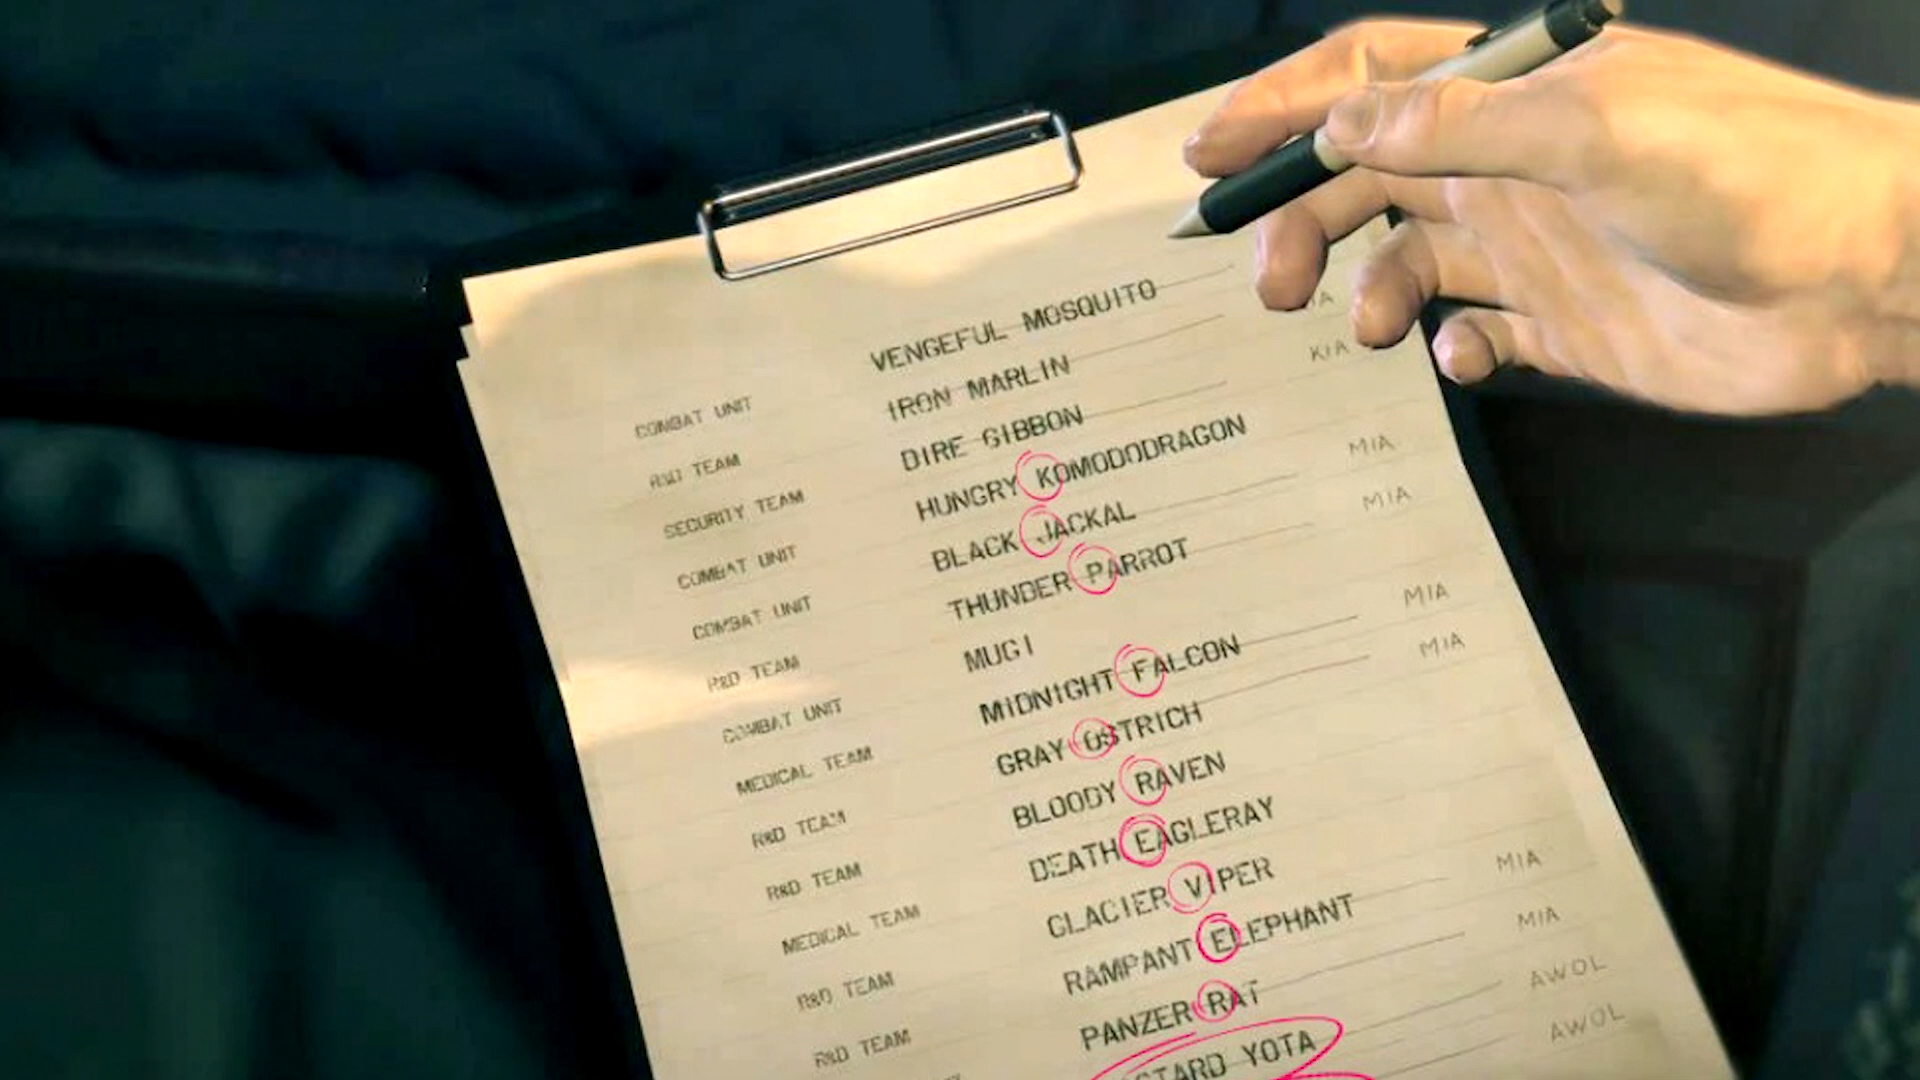 COMBAT UNIT VENGEFUL MOSQUITO
R&D TEAM IRON MARLIN
SECURITY TEAM DIRE GIBBON KIA
COMBAT UNIT HUNGRY KOMODODRAGON
COMBAT UNIT BLACK JACKAL MIA
R&D TEAM THUNDER PARROT MIA
COMBAT UNIT MUGI
MEDICAL TEAM MIDNIGHT FALCON MIA
R&D TEAM GRAY OSTRICH MIA
R&D TEAM BLOODY RAVEN
MEDICAL TEAM DEATH EAGLERAY
R&D TEAM GLACIER VIPER
R&D TEAM RAMPANT ELEPHANT MIA
PANZER RAT MIA
YOTA AWOL
AWOL